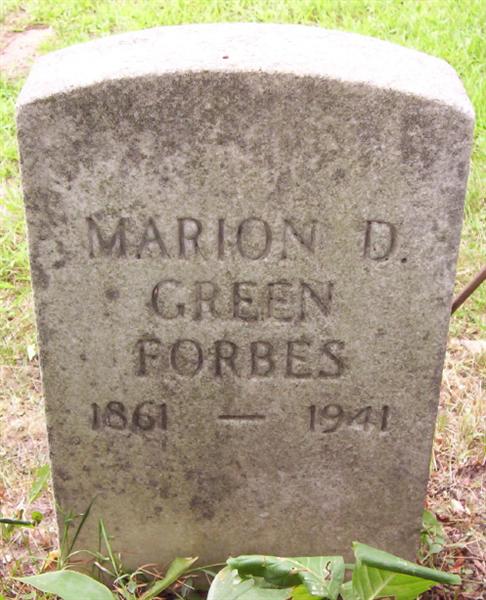 MARION D.
GREEN
FORBES
1861 — 1941